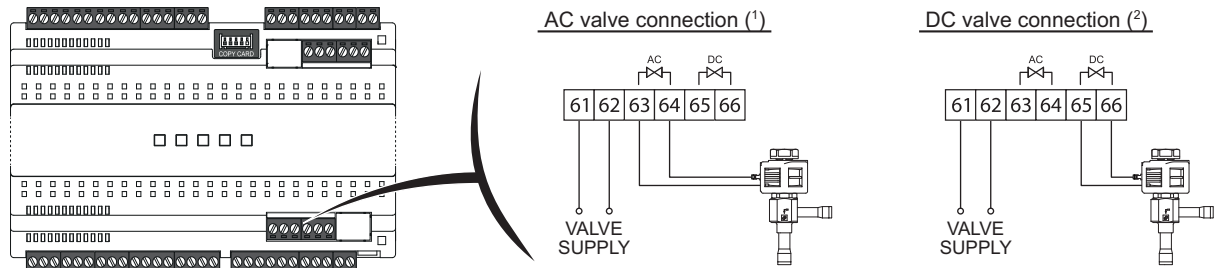 COPY CARD
AC valve connection (1)
AC DC
61 62 63 64 65 66
VALVE
SUPPLY
DC valve connection (2)
AC DC
61 62 63 64 65 66
VALVE
SUPPLY